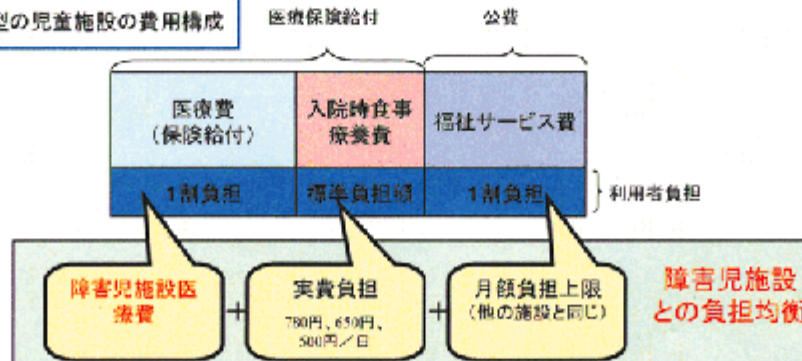 型の児童施設の費用構成
医療保険給付
公費
医療費
（保険給付）
入院時食事
療養費
福祉サービス費
1割負担
標準負担額
1割負担
利用者負担
障害児施設医
療費
+
実費負担
780円、650円、
500円／日
+
月額負担上限
（他の施設と同じ）
障害児施設
との負担均衡